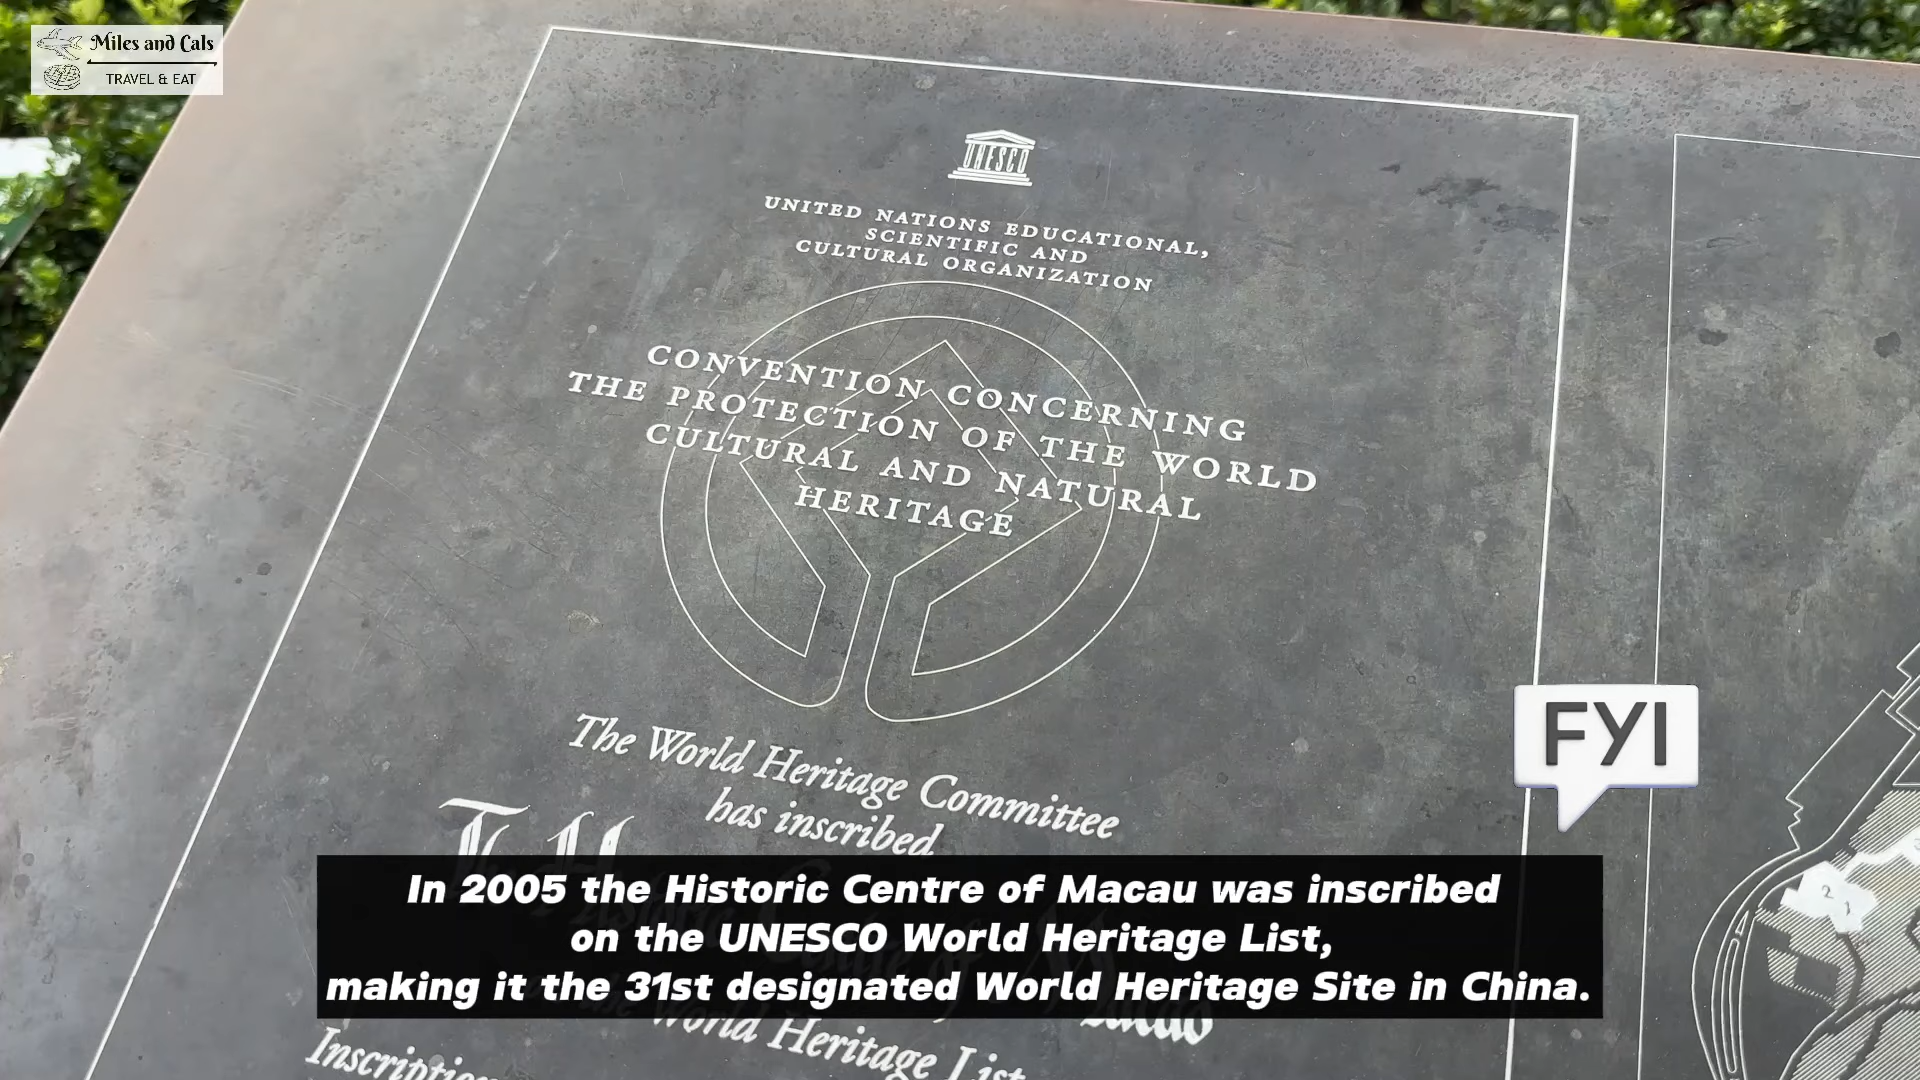 Miles and Cals
TRAVEL & EAT
UNESCO
UNITED NATIONS EDUCATIONAL,
SCIENTIFIC AND
CULTURAL ORGANIZATION
CONVENTION CONCERNING
THE PROTECTION OF THE WORLD
CULTURAL AND NATURAL
HERITAGE
The World Heritage Committee
has inscribed
FYI
In 2005 the Historic Centre of Macau was inscribed
on the UNESCO World Heritage List,
making it the 31st designated World Heritage Site in China.
World Heritage List
2